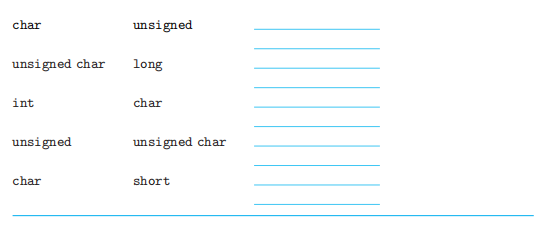 char unsigned
unsigned char long
int char
unsigned unsigned char
char short